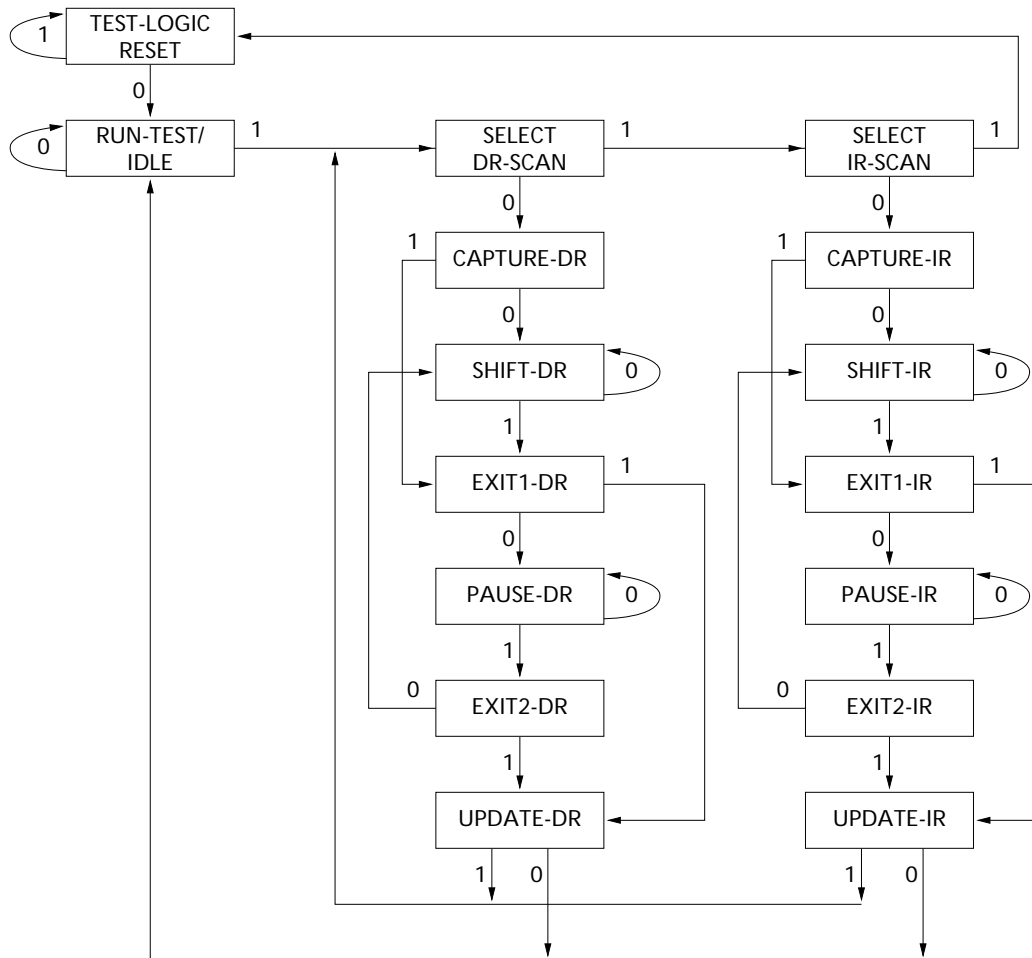 TEST-LOGIC
RESET
1
0
RUN-TEST/
IDLE
0
1
SELECT
DR-SCAN
1
SELECT
IR-SCAN
1
0
0
1
CAPTURE-DR
1
CAPTURE-IR
0
0
SHIFT-DR
0
SHIFT-IR
0
1
1
EXIT1-DR
1
EXIT1-IR
1
0
0
PAUSE-DR
0
PAUSE-IR
0
1
1
0
EXIT2-DR
0
EXIT2-IR
1
1
UPDATE-DR
UPDATE-IR
1
0
1
0